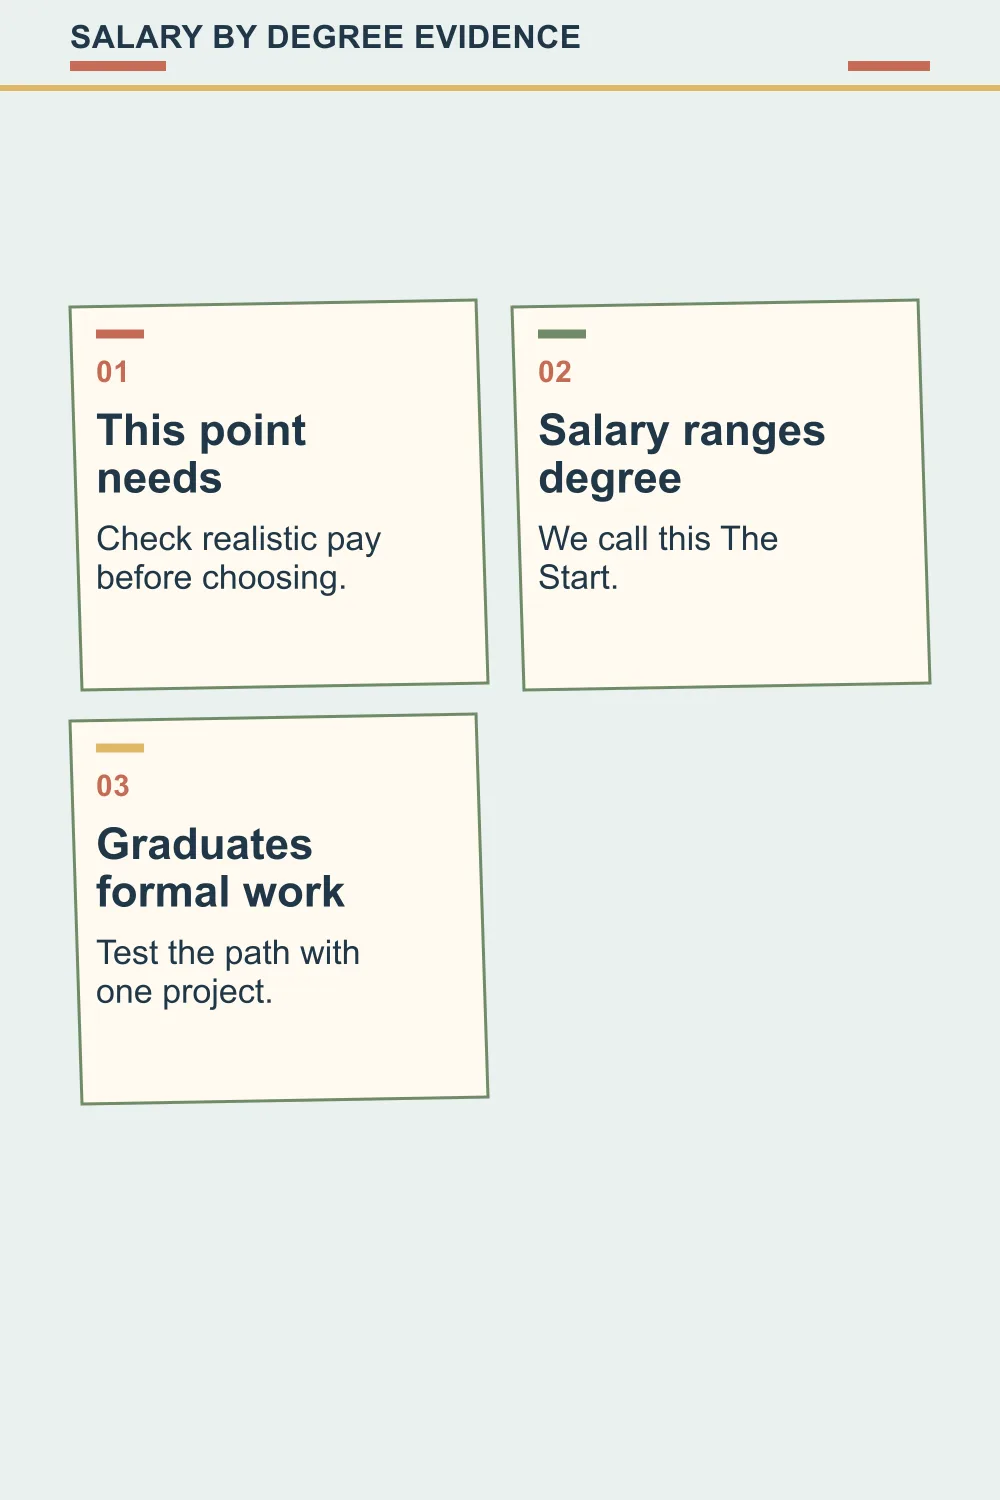 SALARY BY DEGREE EVIDENCE
01
This point
needs
Check realistic pay
before choosing.
02
Salary ranges
degree
We call this The
Start.
03
Graduates
formal work
Test the path with
one project.